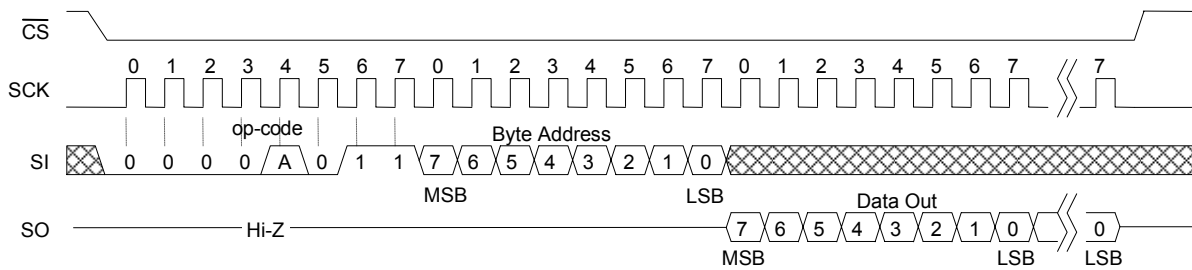 CS
0 1 2 3 4 5 6 7 0 1 2 3 4 5 6 7 0 1 2 3 4 5 6 7 7
SCK
op-code Byte Address
SI 0 0 0 0 A 0 1 1 7 6 5 4 3 2 1 0
MSB LSB
Data Out
SO Hi-Z 7 6 5 4 3 2 1 0 0
MSB LSB LSB